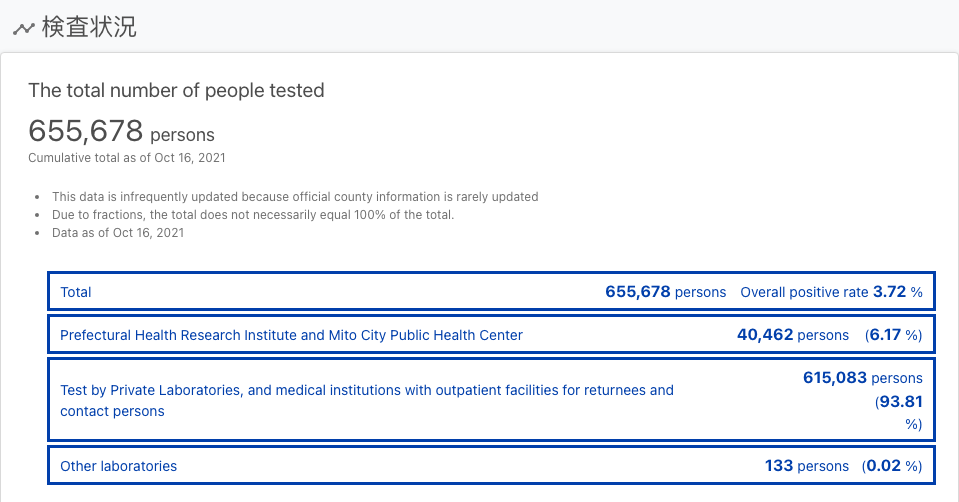 検査状況
The total number of people tested
655,678 persons
Cumulative total as of Oct 16, 2021
• This data is infrequently updated because official county information is rarely updated
• Due to fractions, the total does not necessarily equal 100% of the total.
• Data as of Oct 16, 2021
Total 655,678 persons Overall positive rate 3.72 %
Prefectural Health Research Institute and Mito City Public Health Center 40,462 persons (6.17 %)
Test by Private Laboratories, and medical institutions with outpatient facilities for returnees and
contact persons
615,083 persons
(93.81
%)
Other laboratories 133 persons (0.02 %)